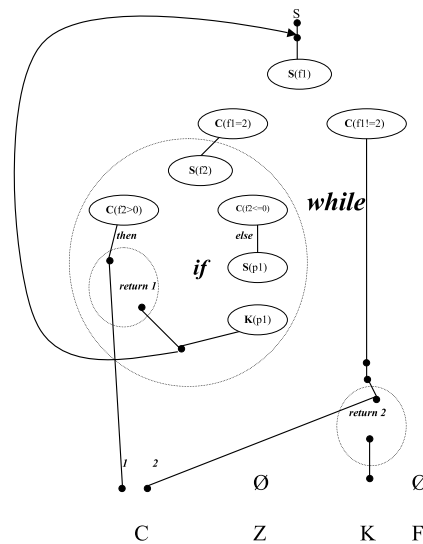 S
S(f1)
C(f1=2)
C(f1!=2)
S(f2)
while
C(f2>0)
C(f2<=0)
then
else
if
S(p1)
return 1
K(p1)
return 2
1 2
Ø Ø
C Z K F